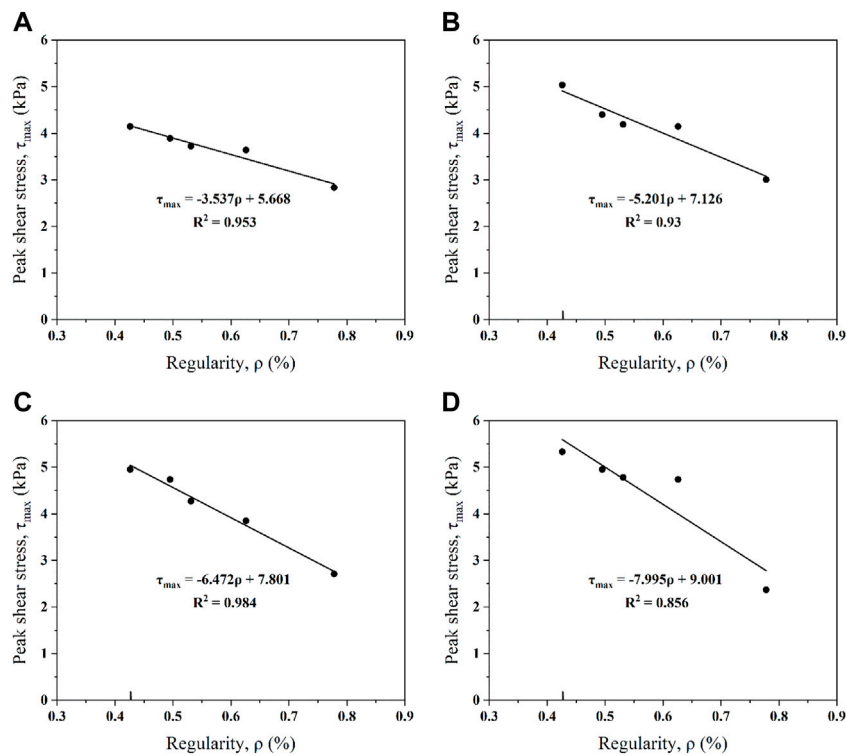 A
Peak shear stress, τmax (kPa)
6
5
4
3
2
1
0
τmax = -3.537ρ + 5.668
R² = 0.953
0.3 0.4 0.5 0.6 0.7 0.8 0.9
Regularity, ρ (%)
B
Peak shear stress, τmax (kPa)
6
5
4
3
2
1
0
τmax = -5.201ρ + 7.126
R² = 0.93
0.3 0.4 0.5 0.6 0.7 0.8 0.9
Regularity, ρ (%)
C
Peak shear stress, τmax (kPa)
6
5
4
3
2
1
0
τmax = -6.472ρ + 7.801
R² = 0.984
0.3 0.4 0.5 0.6 0.7 0.8 0.9
Regularity, ρ (%)
D
Peak shear stress, τmax (kPa)
6
5
4
3
2
1
0
τmax = -7.995ρ + 9.001
R² = 0.856
0.3 0.4 0.5 0.6 0.7 0.8 0.9
Regularity, ρ (%)